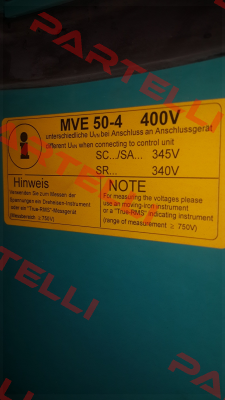 MVE 50-4 400V
unterschiedliche U bei Anschluss an Anschlussgerät
different U when connecting to control unit
SC.../SA... 345V
SR... 340V
Hinweis
NOTE
Verwenden Sie zum Messen der
Spannungen ein Dreheisen-Instrument
oder ein "True-RMS"-Messgerät
(Messbereich ≥ 750V)
For measuring the voltages please
use an moving-iron instrument
or a "True-RMS" indicating instrument
(range of measurement ≥ 750V)
PARTELLI
PARTELLI
PARTELLI
PARTELLI